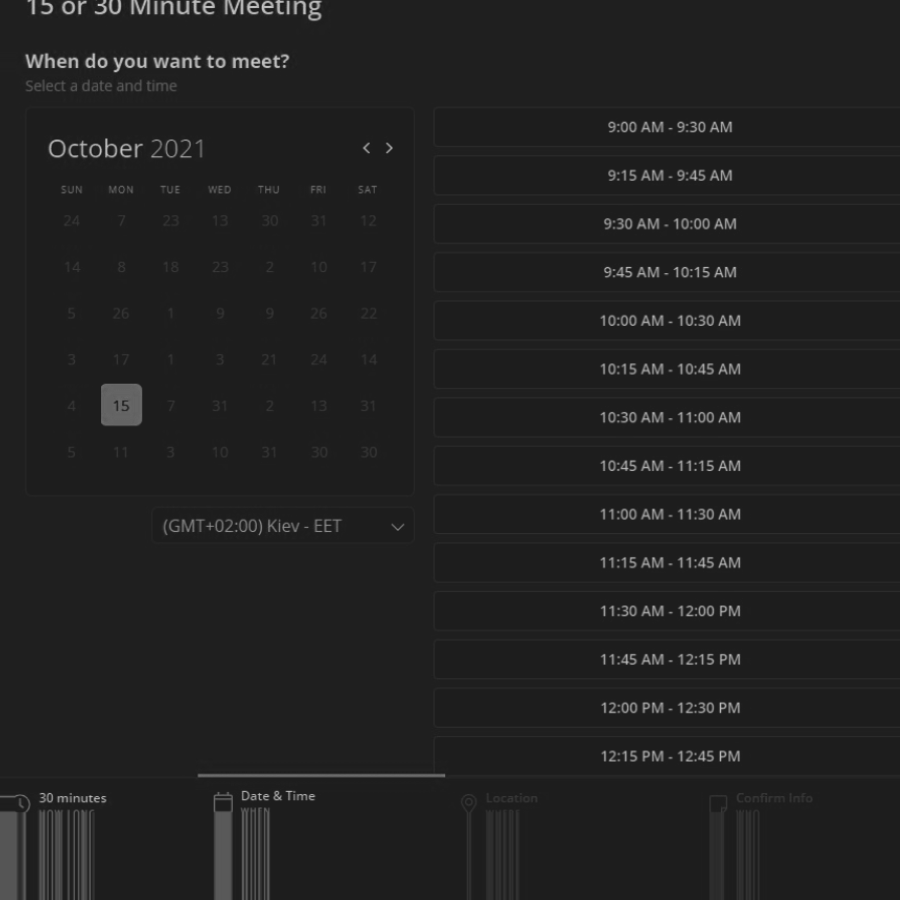 15 or 30 Minute Meeting
When do you want to meet?
Select a date and time
October 2021
SUN MON TUE WED THU FRI SAT
24 7 23 13 30 31 12
14 8 18 23 2 10 17
5 26 1 9 9 26 22
3 17 1 3 21 24 14
4 15 7 31 2 13 31
5 11 3 10 31 30 30
(GMT+02:00) Kiev - EET
9:00 AM - 9:30 AM
9:15 AM - 9:45 AM
9:30 AM - 10:00 AM
9:45 AM - 10:15 AM
10:00 AM - 10:30 AM
10:15 AM - 10:45 AM
10:30 AM - 11:00 AM
10:45 AM - 11:15 AM
11:00 AM - 11:30 AM
11:15 AM - 11:45 AM
11:30 AM - 12:00 PM
11:45 AM - 12:15 PM
12:00 PM - 12:30 PM
12:15 PM - 12:45 PM
30 minutes
Date & Time
WHEN
Location
Confirm Info